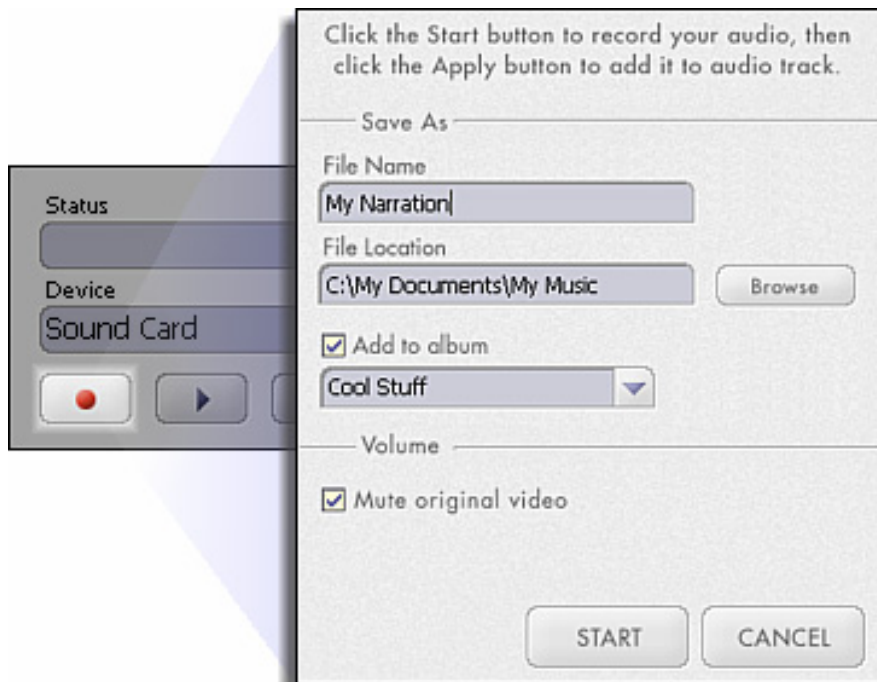 Click the Start button to record your audio, then
click the Apply button to add it to audio track.
Save As
File Name
My Narration
File Location
C:\My Documents\My Music
Browse
Add to album
Cool Stuff
Volume
Mute original video
START
CANCEL
Status
Device
Sound Card